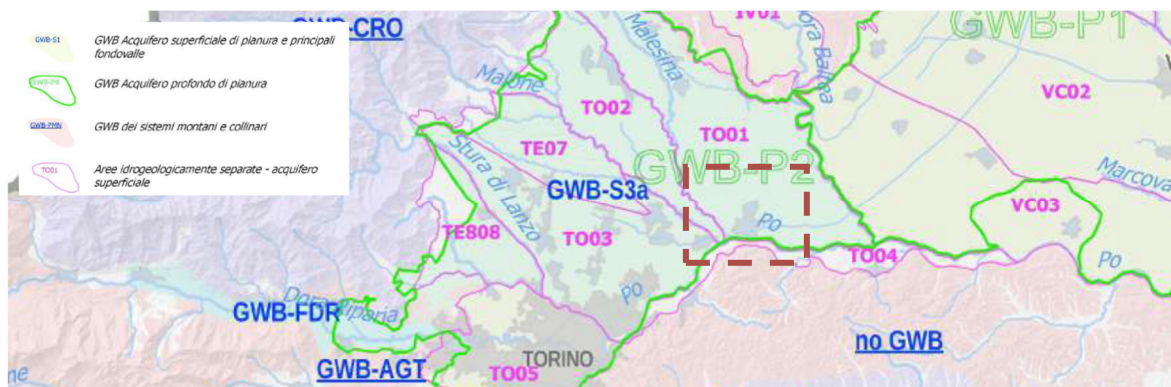 GWB-S1
GWB Acquifero superficiale di pianura e principali
fondovalle
GWB-P8
GWB Acquifero profondo di pianura
GWB-PMN
GWB dei sistemi montani e collinari
TO01
Aree idrogeologicamente separate - acquifero
superficiale
GWB-CRO
IV01
GWB-P1
Malone
Malesina
Dora Baltea
VC02
TO02
TO01
TE07
GWB-P2
Stura di Lanzo
GWB-S3a
Marcova
VC03
TE808
TO03
Po
TO04
Po
Po
GWB-FDR
Dora Riparia
no GWB
GWB-AGT
TORINO
TO05